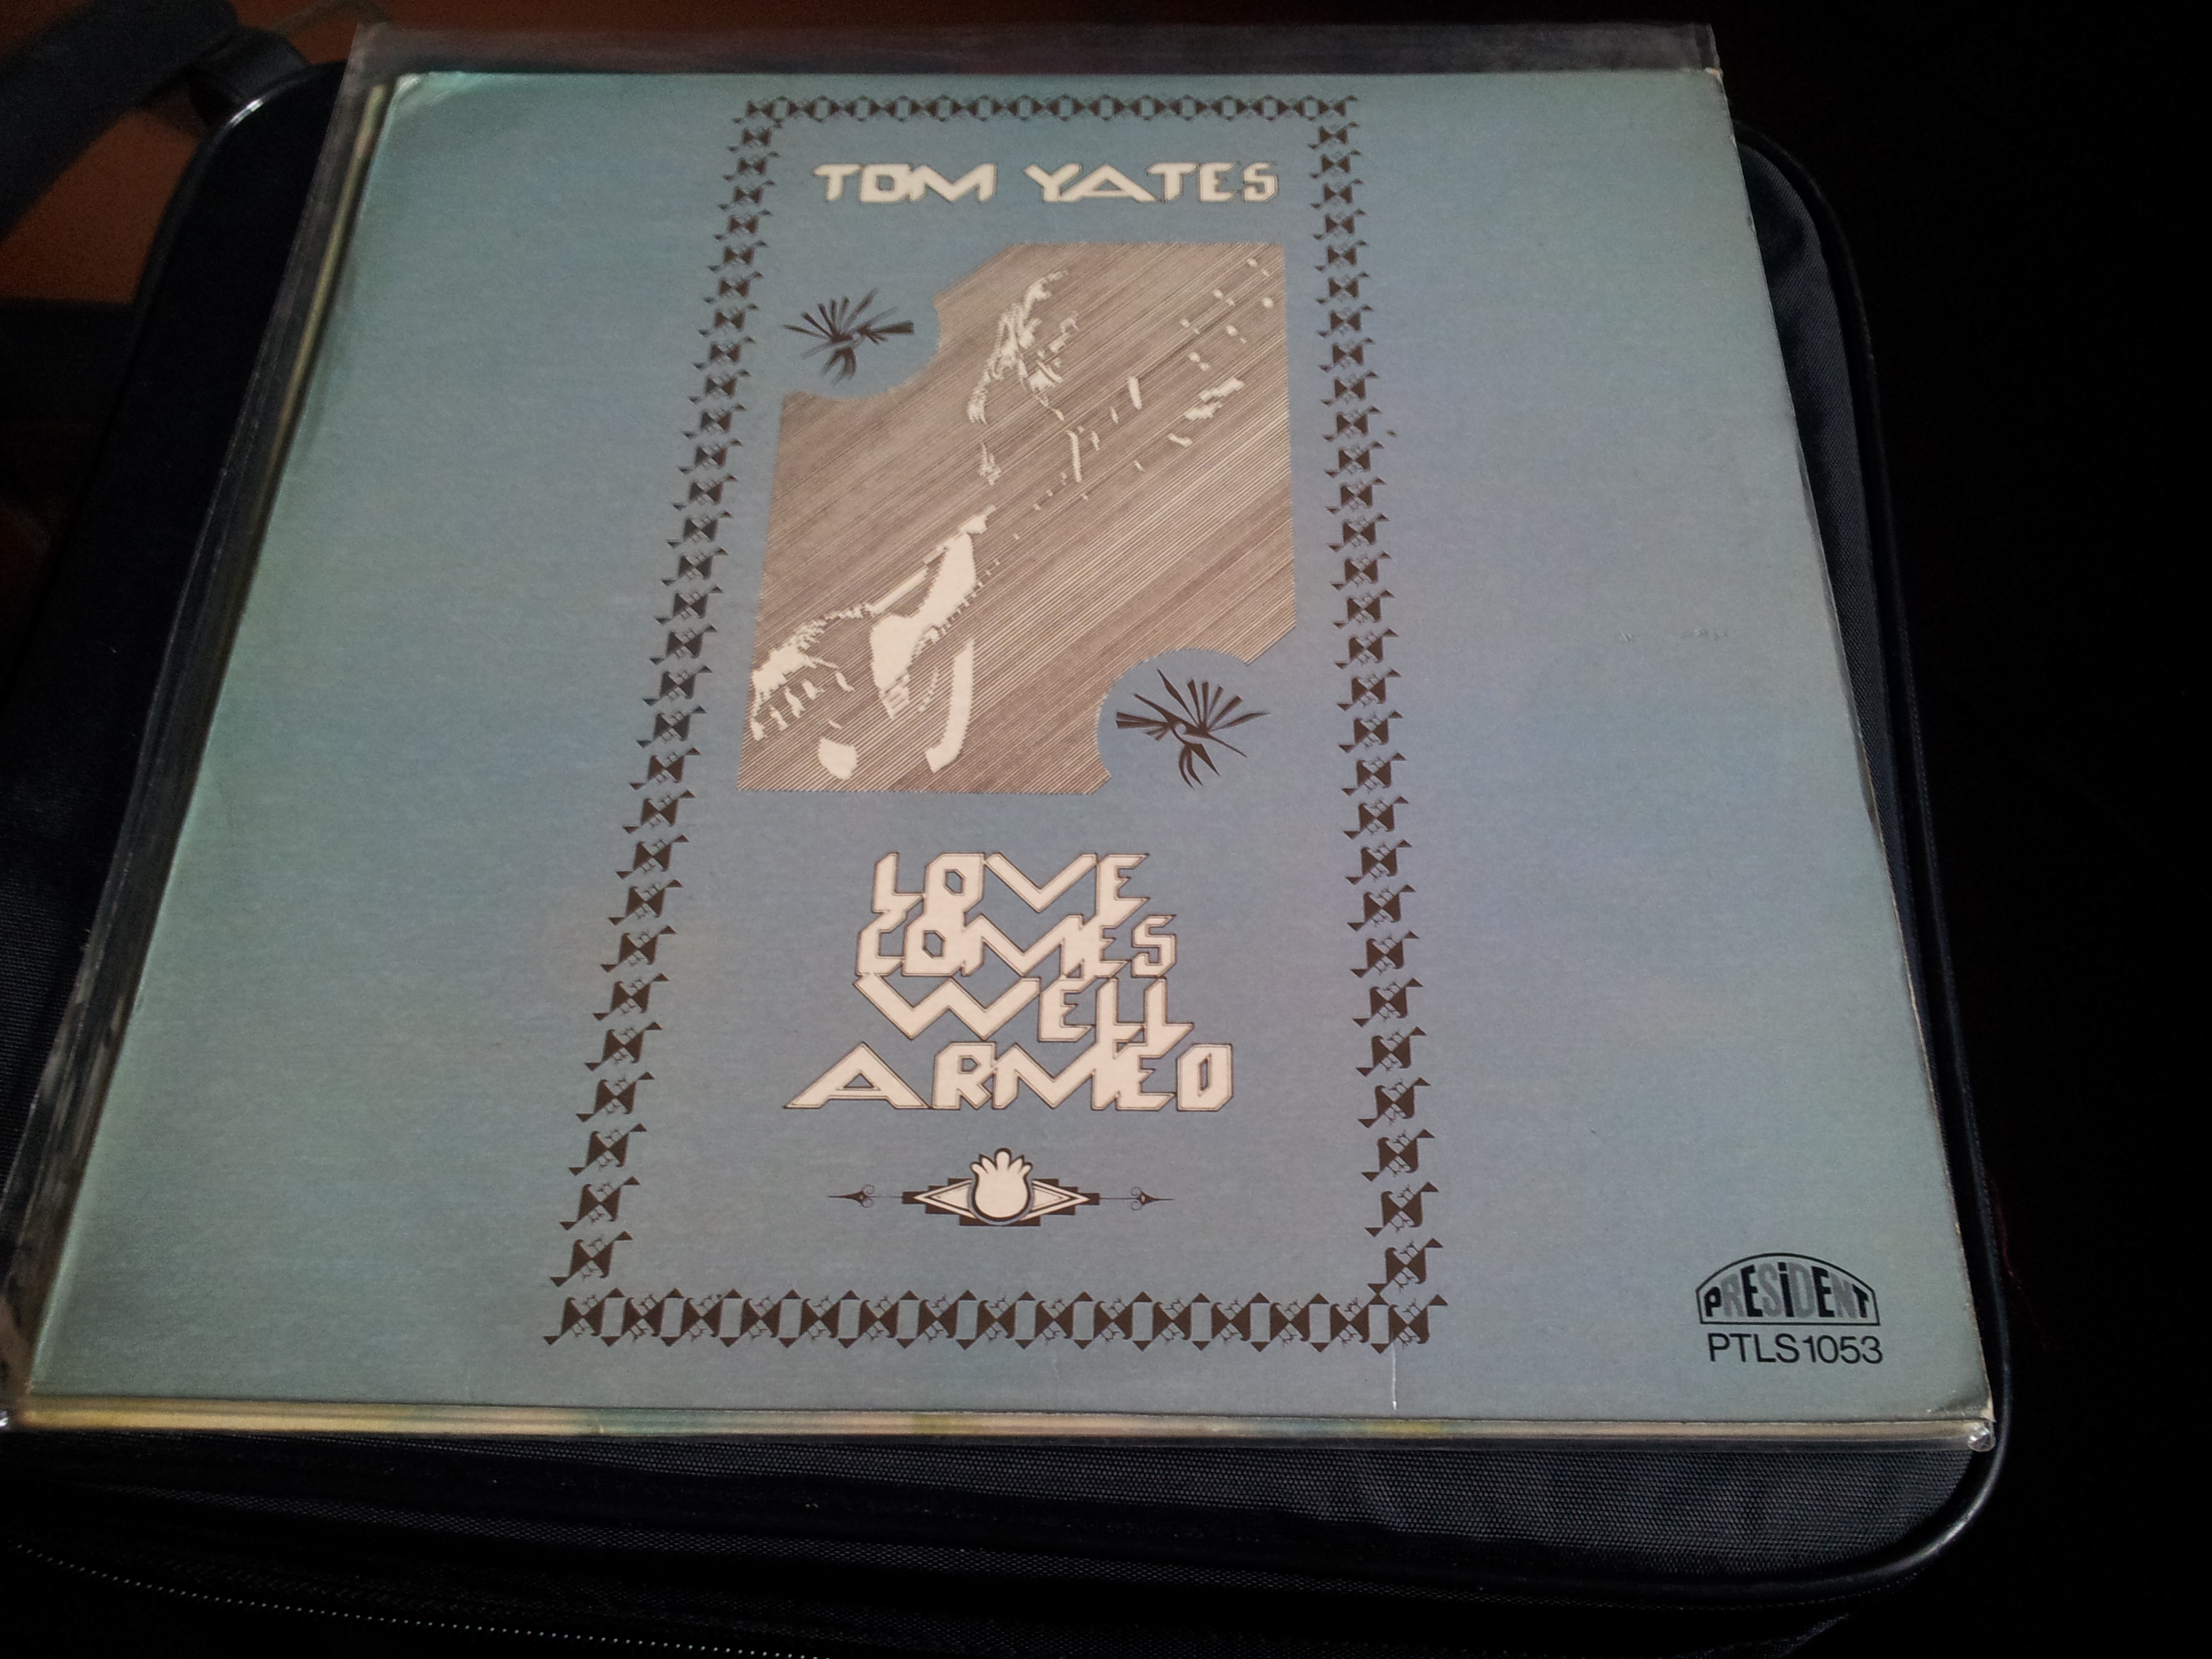 TOM YATES
LOVE
COMES
WELL
ARMED
PRESiDENT
PTLS1053